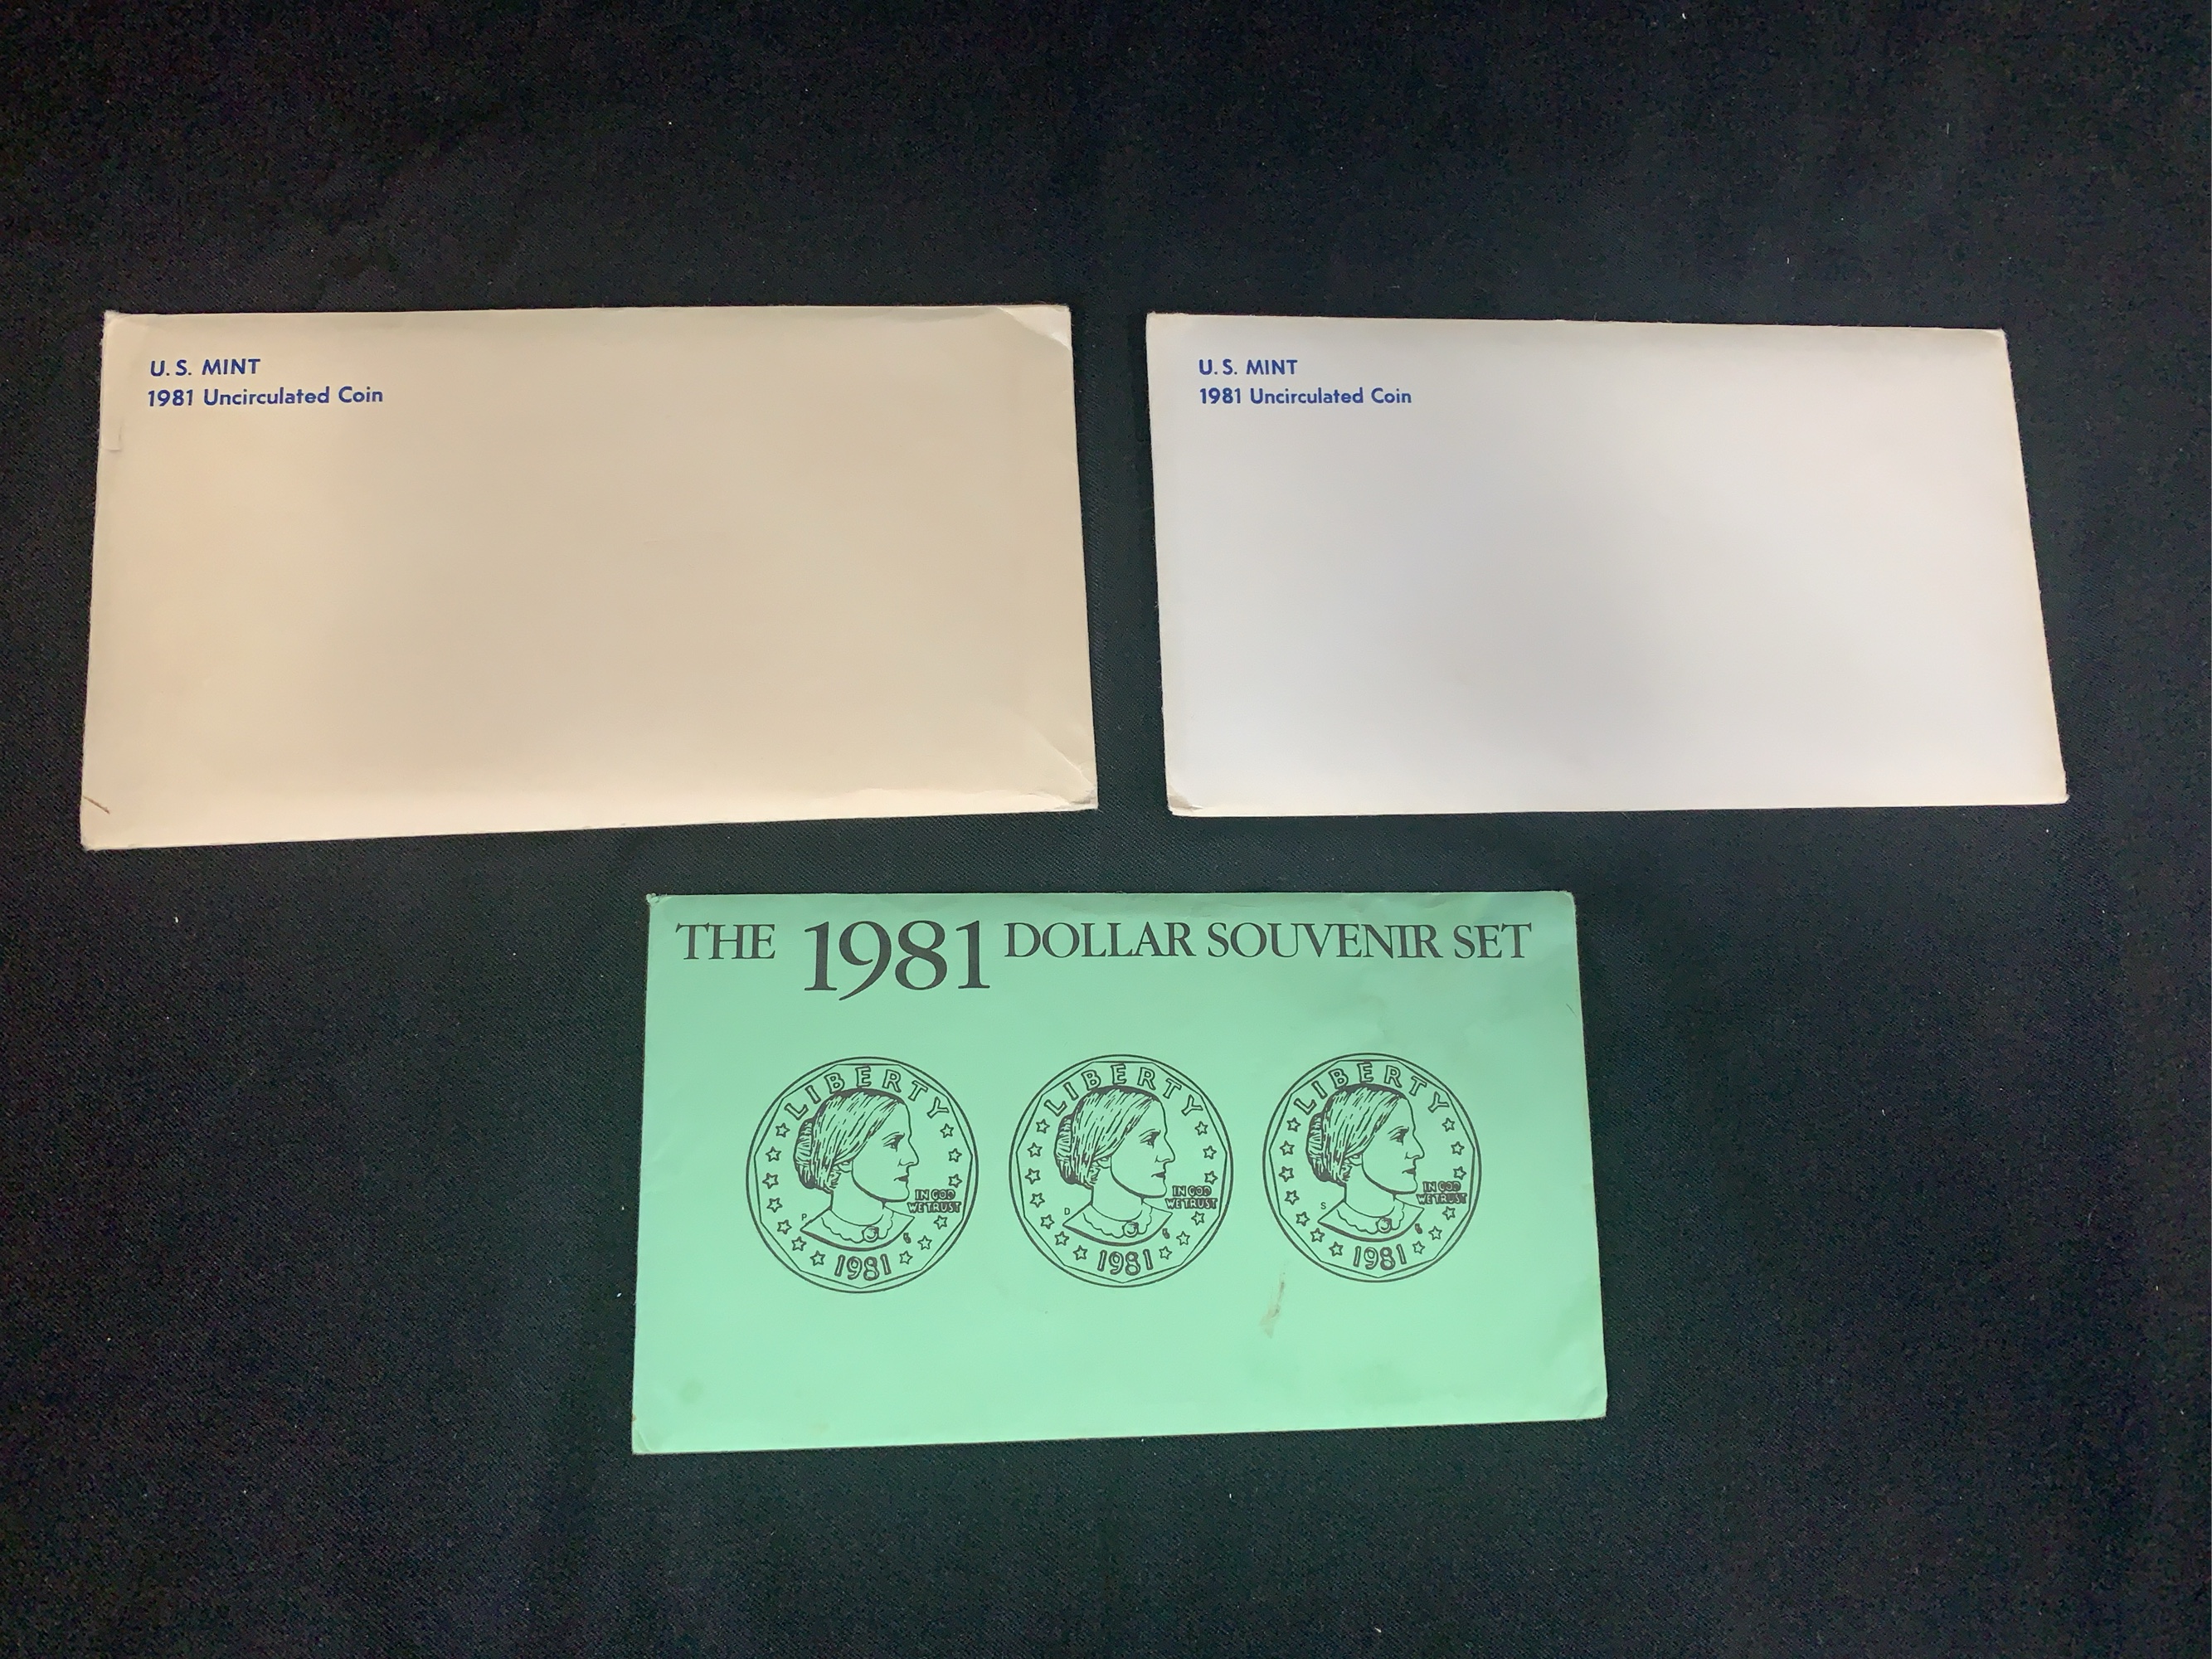 U. S. MINT
1981 Uncirculated Coin
U. S. MINT
1981 Uncirculated Coin
THE 1981 DOLLAR SOUVENIR SET
LIBERTY
IN GOD
WE TRUST
P
1981
LIBERTY
IN GOD
WE TRUST
D
1981
LIBERTY
IN GOD
WE TRUST
S
1981